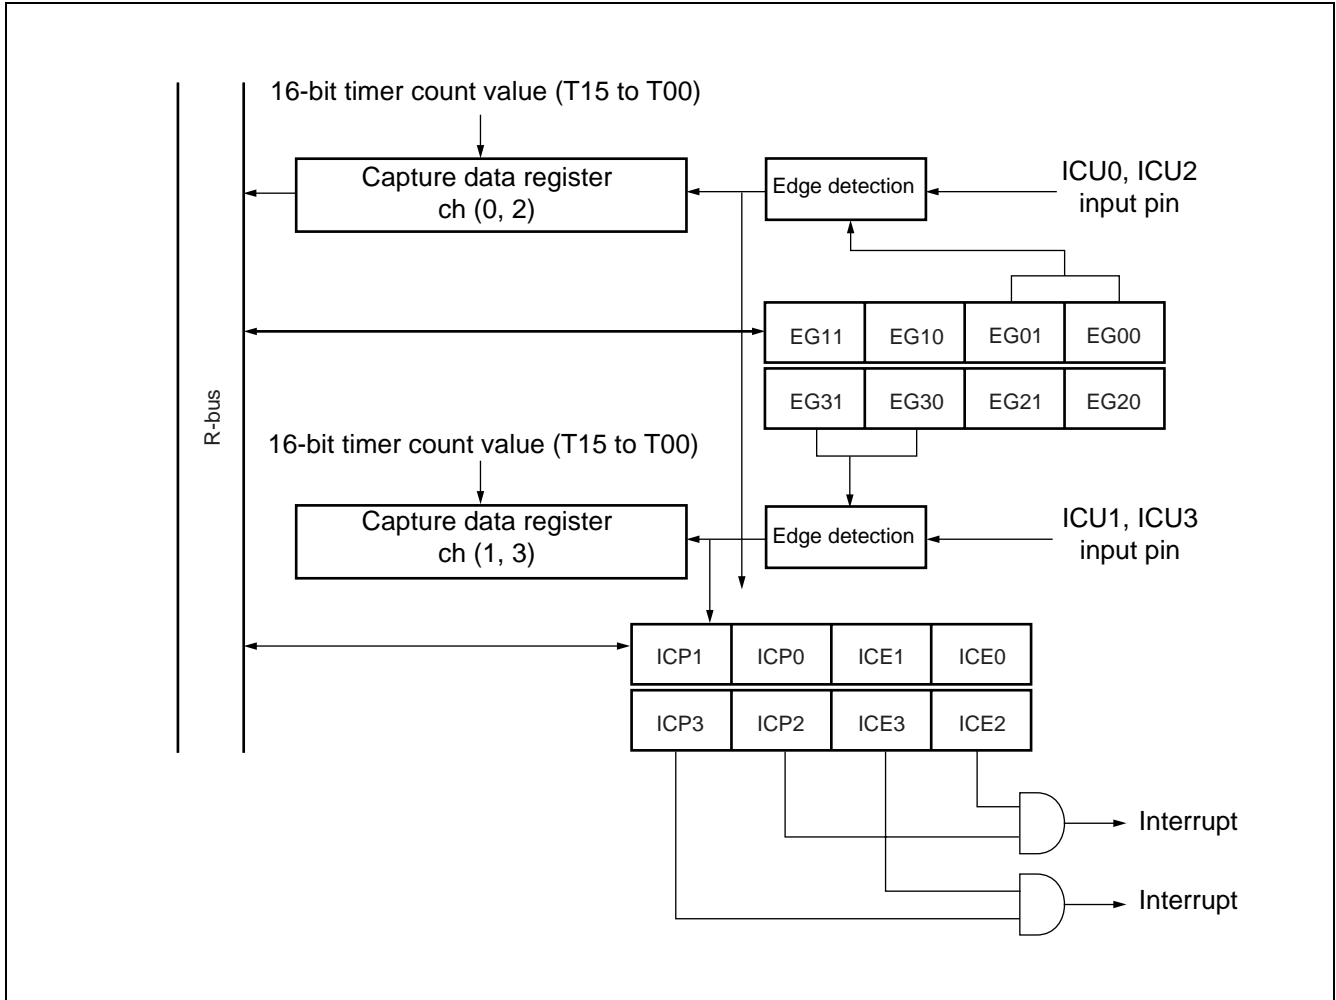 16-bit timer count value (T15 to T00)
Capture data register
ch (0, 2)
Edge detection
ICU0, ICU2
input pin
EG11 EG10 EG01 EG00
EG31 EG30 EG21 EG20
R-bus
16-bit timer count value (T15 to T00)
Capture data register
ch (1, 3)
Edge detection
ICU1, ICU3
input pin
ICP1 ICP0 ICE1 ICE0
ICP3 ICP2 ICE3 ICE2
Interrupt
Interrupt